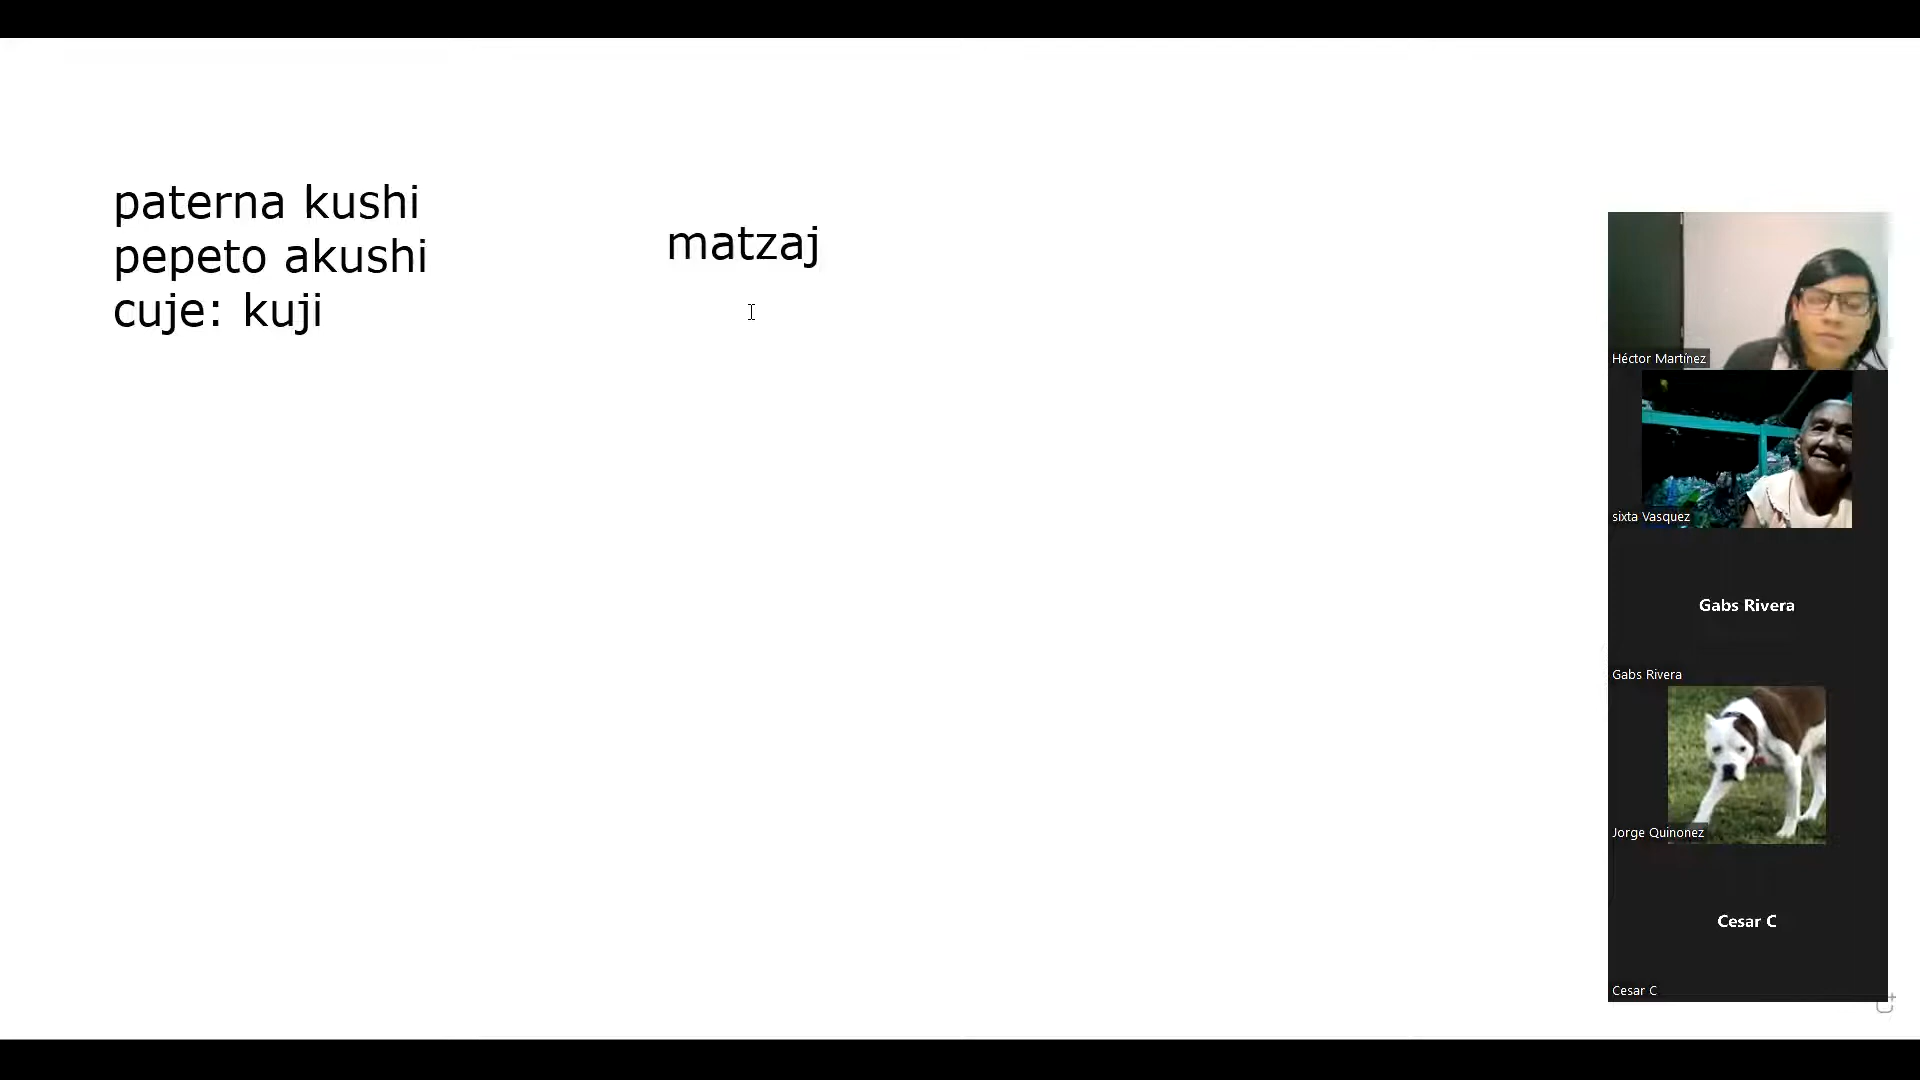 paterna kushi
pepeto akushi
cuje: kuji
matzaj
Héctor Martínez
sixta Vasquez
Gabs Rivera
Gabs Rivera
Jorge Quinonez
Cesar C
Cesar C